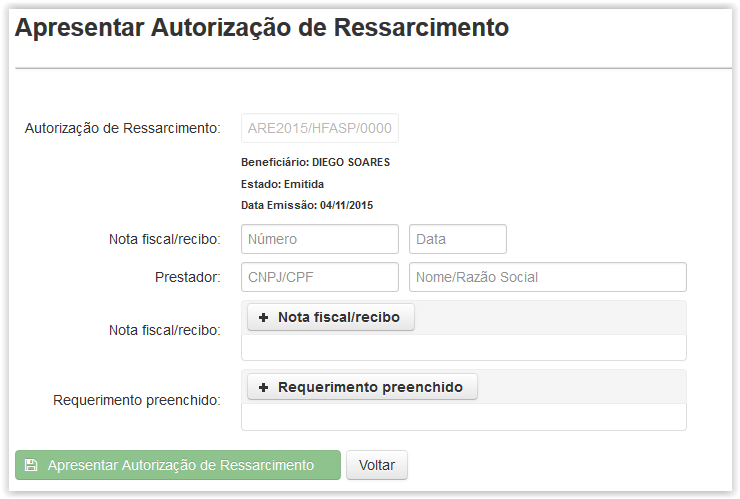 Apresentar Autorização de Ressarcimento
Autorização de Ressarcimento: ARE2015/HFASP/0000
Beneficiário: DIEGO SOARES
Estado: Emitida
Data Emissão: 04/11/2015
Nota fiscal/recibo: Número Data
Prestador: CNPJ/CPF Nome/Razão Social
Nota fiscal/recibo: + Nota fiscal/recibo
Requerimento preenchido: + Requerimento preenchido
Apresentar Autorização de Ressarcimento Voltar